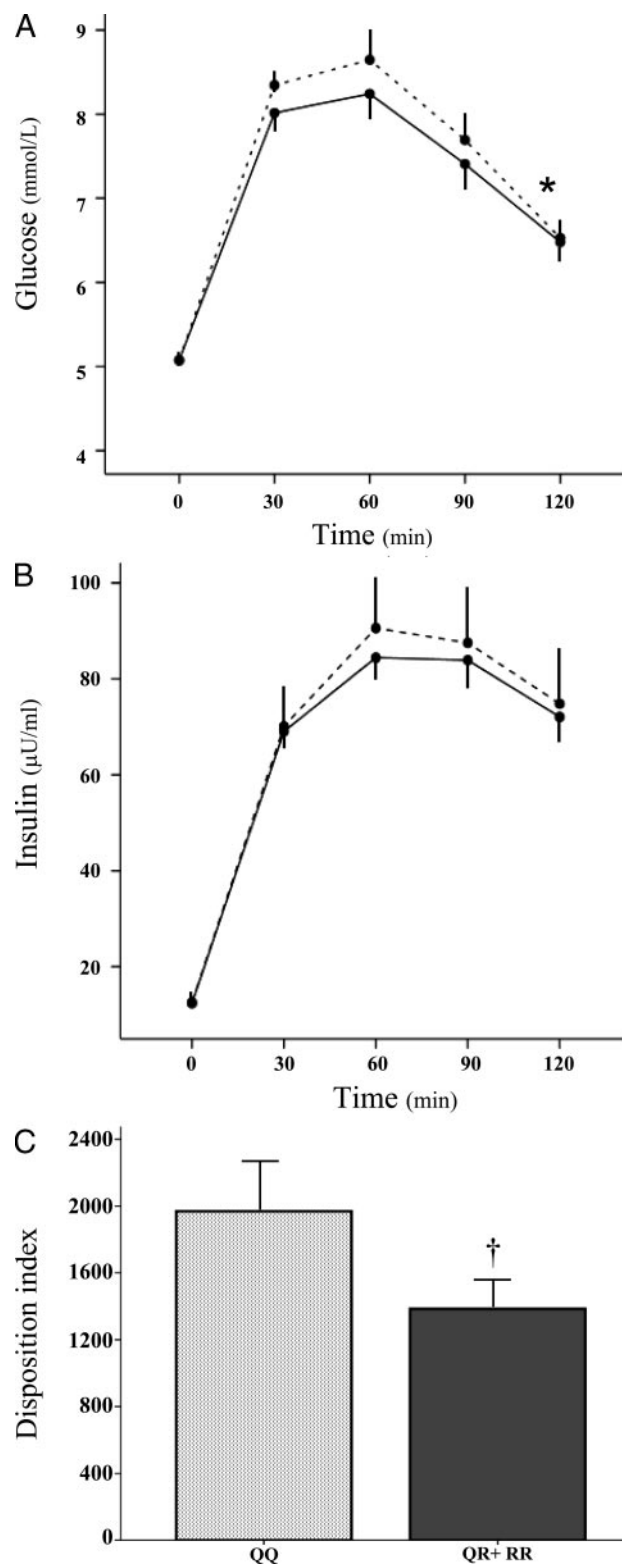 A
9
8
7
6
5
4
Glucose (mmol/L)
*
0 30 60 90 120
Time (min)
B
100
80
60
40
20
Insulin (μU/ml)
0 30 60 90 120
Time (min)
C
2400
2000
1600
1200
800
400
0
Disposition index
†
QQ QR+ RR